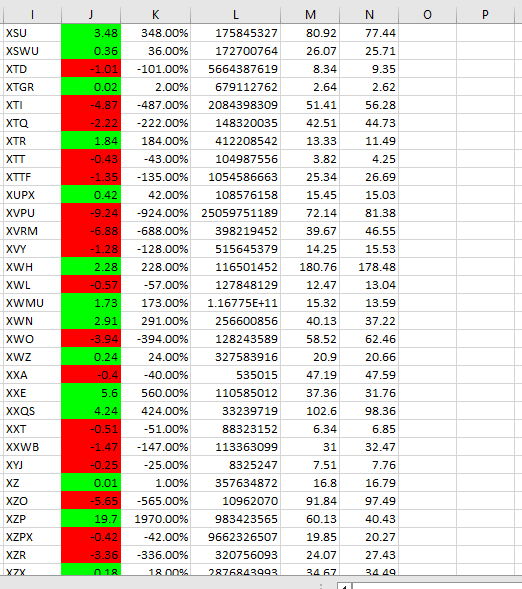 I J K L M N O P
XSU 3.48 348.00% 175845327 80.92 77.44
XSWU 0.36 36.00% 172700764 26.07 25.71
XTD -1.01 -101.00% 5664387619 8.34 9.35
XTGR 0.02 2.00% 679112762 2.64 2.62
XTI -4.87 -487.00% 2084398309 51.41 56.28
XTQ -2.22 -222.00% 148320035 42.51 44.73
XTR 1.84 184.00% 412208542 13.33 11.49
XTT -0.43 -43.00% 104987556 3.82 4.25
XTTF -1.35 -135.00% 1054586663 25.34 26.69
XUPX 0.42 42.00% 108576158 15.45 15.03
XVPU -9.24 -924.00% 25059751189 72.14 81.38
XVRM -6.88 -688.00% 398219452 39.67 46.55
XVY -1.28 -128.00% 515645379 14.25 15.53
XWH 2.28 228.00% 116501452 180.76 178.48
XWL -0.57 -57.00% 127848129 12.47 13.04
XWMU 1.73 173.00% 1.16775E+11 15.32 13.59
XWN 2.91 291.00% 256600856 40.13 37.22
XWO -3.94 -394.00% 128243589 58.52 62.46
XWZ 0.24 24.00% 327583916 20.9 20.66
XXA -0.4 -40.00% 535015 47.19 47.59
XXE 5.6 560.00% 110585012 37.36 31.76
XXQS 4.24 424.00% 33239719 102.6 98.36
XXT -0.51 -51.00% 88323152 6.34 6.85
XXWB -1.47 -147.00% 113363099 31 32.47
XYJ -0.25 -25.00% 8325247 7.51 7.76
XZ 0.01 1.00% 357634872 16.8 16.79
XZO -5.65 -565.00% 10962070 91.84 97.49
XZP 19.7 1970.00% 983423565 60.13 40.43
XZPX -0.42 -42.00% 9662326507 19.85 20.27
XZR -3.36 -336.00% 320756093 24.07 27.43
XZX 0.18 18.00% 2876843993 34.67 34.49